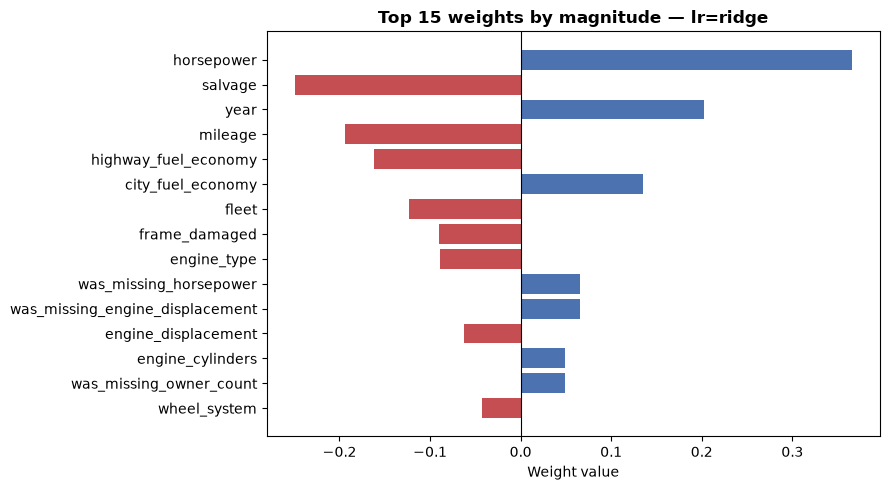 Top 15 weights by magnitude — lr=ridge
horsepower
salvage
year
mileage
highway_fuel_economy
city_fuel_economy
fleet
frame_damaged
engine_type
was_missing_horsepower
was_missing_engine_displacement
engine_displacement
engine_cylinders
was_missing_owner_count
wheel_system
−0.2 −0.1 0.0 0.1 0.2 0.3
Weight value